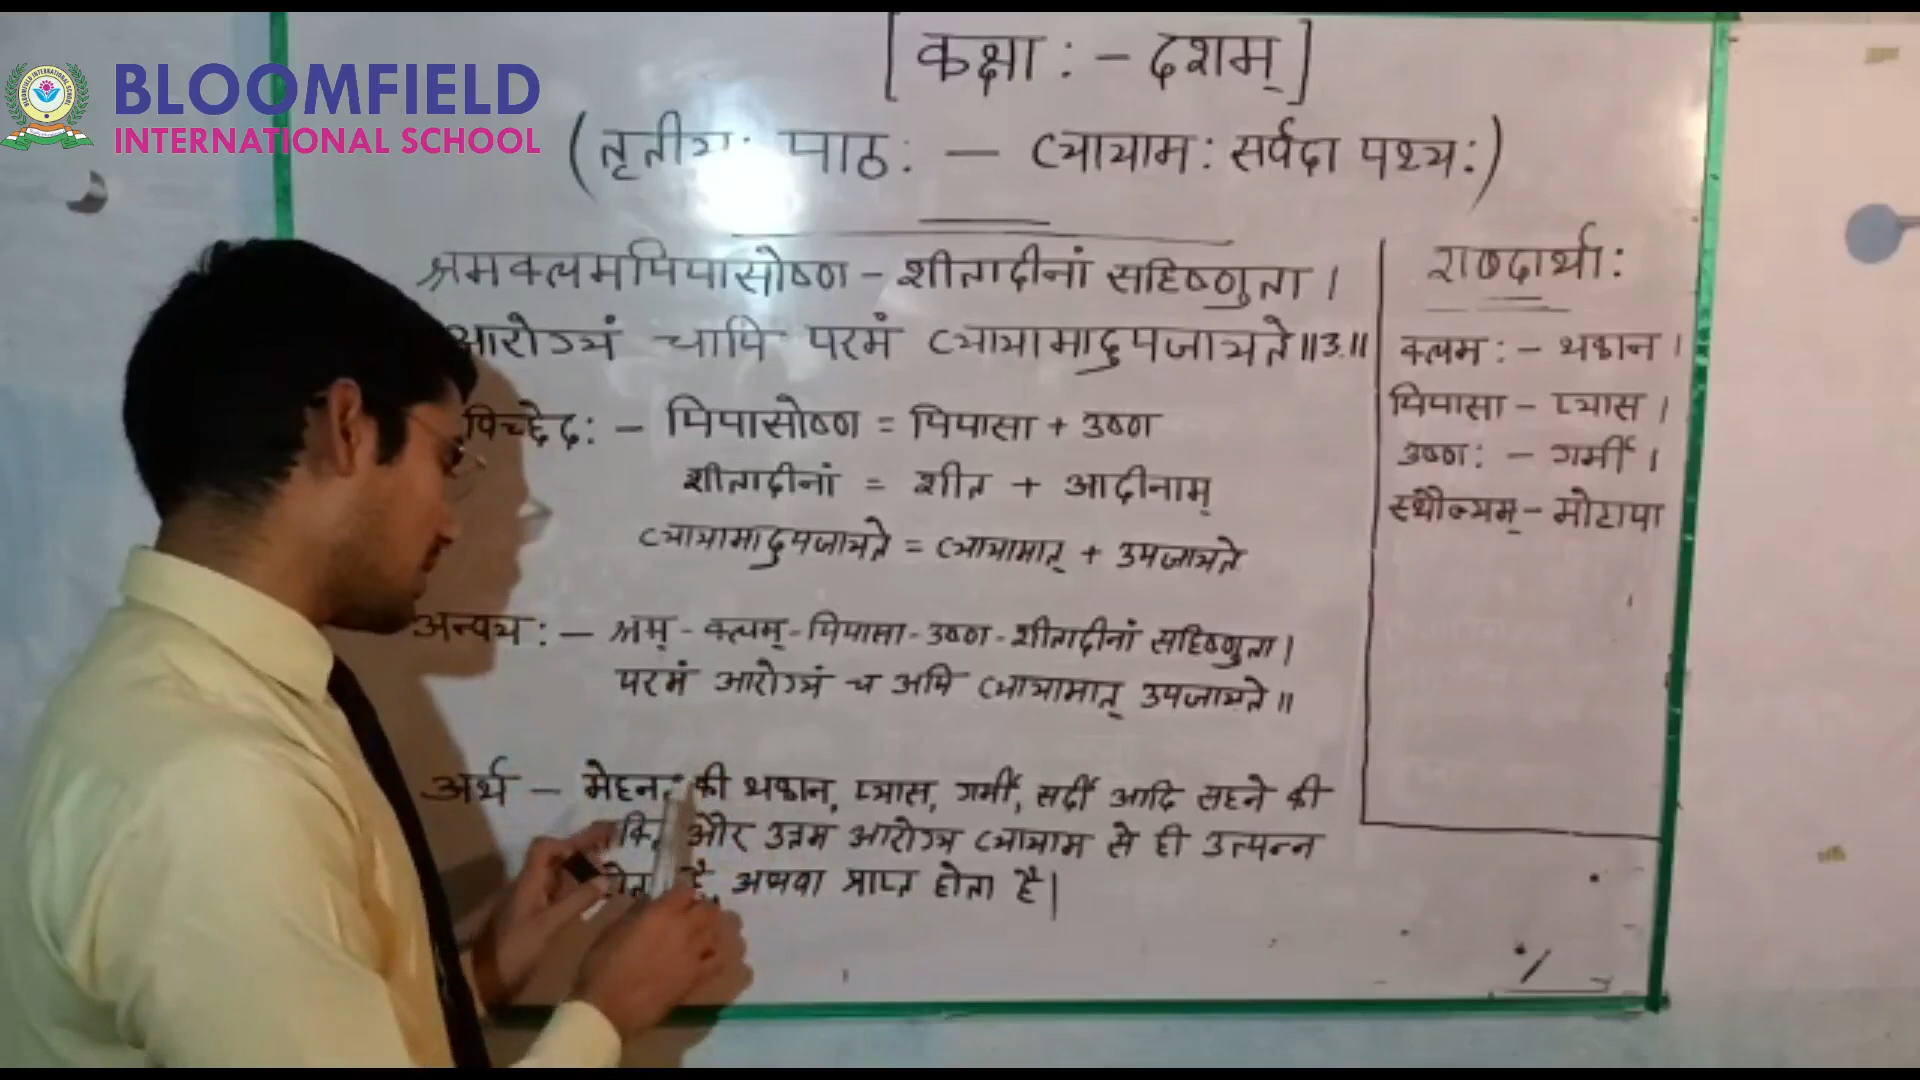 BLOOMFIELD
INTERNATIONAL SCHOOL
[कक्षा : - दशम्]
(तृतीय: पाठ: — व्यायाम: सर्वदा पथ्य:)
श्रमक्लमपिपासोष्ण - शीतादीनां सहिष्णुता।
आरोग्यं चापि परमं व्यायामादुपजायते॥3॥
विच्छेद: - पिपासोष्ण = पिपासा + उष्ण
शीतादीनां = शीत + आदीनाम्
व्यायामादुपजायते = व्यायामात् + उपजायते
अन्वय: - श्रम् - क्लम् - पिपासा - उष्ण - शीतादीनां सहिष्णुता।
परमं आरोग्यं च अपि व्यायामात् उपजायते॥
अर्थ - मेहनत की थकान, प्यास, गर्मी, सर्दी आदि सहने की
और उत्तम आरोग्य व्यायाम से ही उत्पन्न
है, अथवा प्राप्त होता है|
शब्दार्था:
क्लम: - थकान।
पिपासा - प्यास।
उष्ण: - गर्मी।
स्थौल्यम् - मोटापा